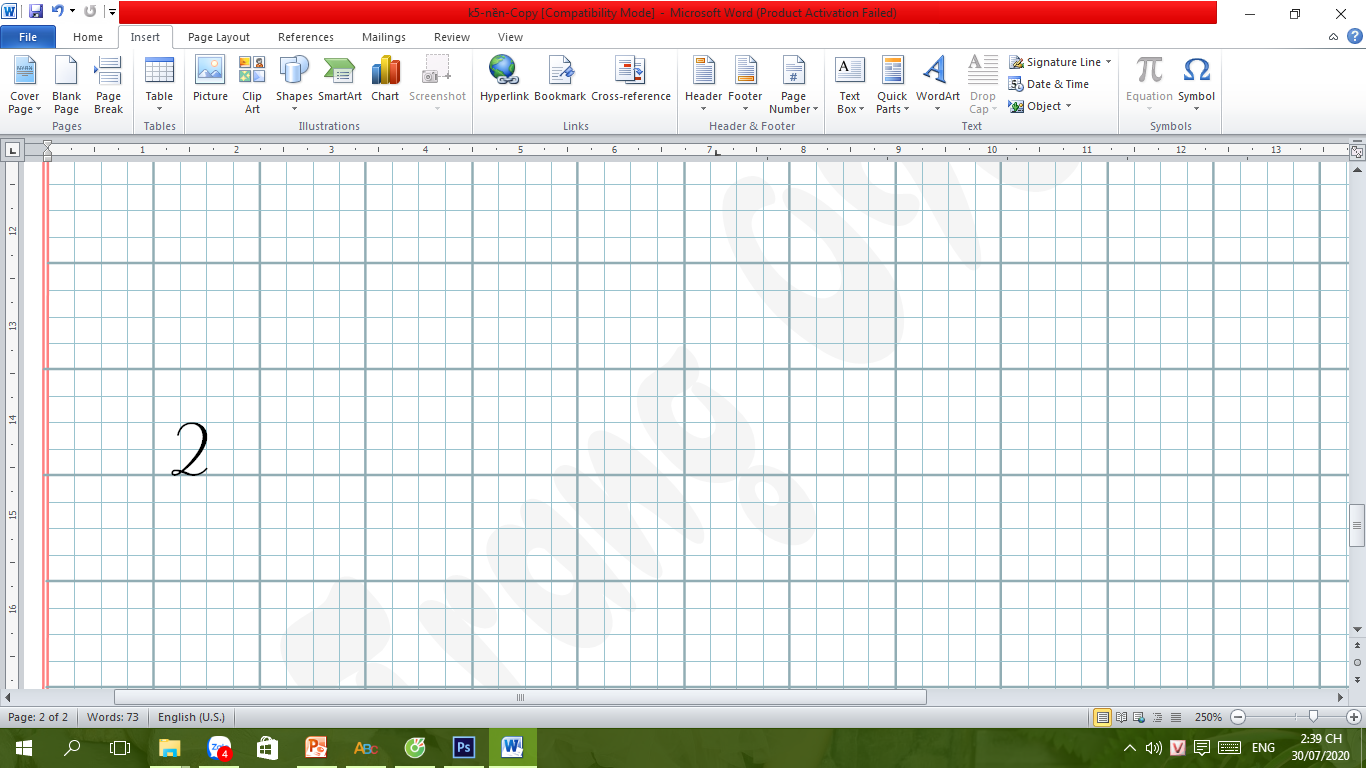 k5-nền-Copy [Compatibility Mode] - Microsoft Word (Product Activation Failed)
File Home Insert Page Layout References Mailings Review View
Cover Page Blank Page Page Break Table Picture Clip Art Shapes SmartArt Chart Screenshot Hyperlink Bookmark Cross-reference Header Footer Page Number Text Box Quick Parts WordArt Drop Cap Signature Line Date & Time Object Equation Symbol
Pages Tables Illustrations Links Header & Footer Text Symbols
1 2 3 4 5 6 7 8 9 10 11 12 13
12
13
14
2
15
16
Trang
Page: 2 of 2 Words: 73 English (U.S.) 250%
Zalo 4 ABC Ps W V ENG 2:39 CH
30/07/2020